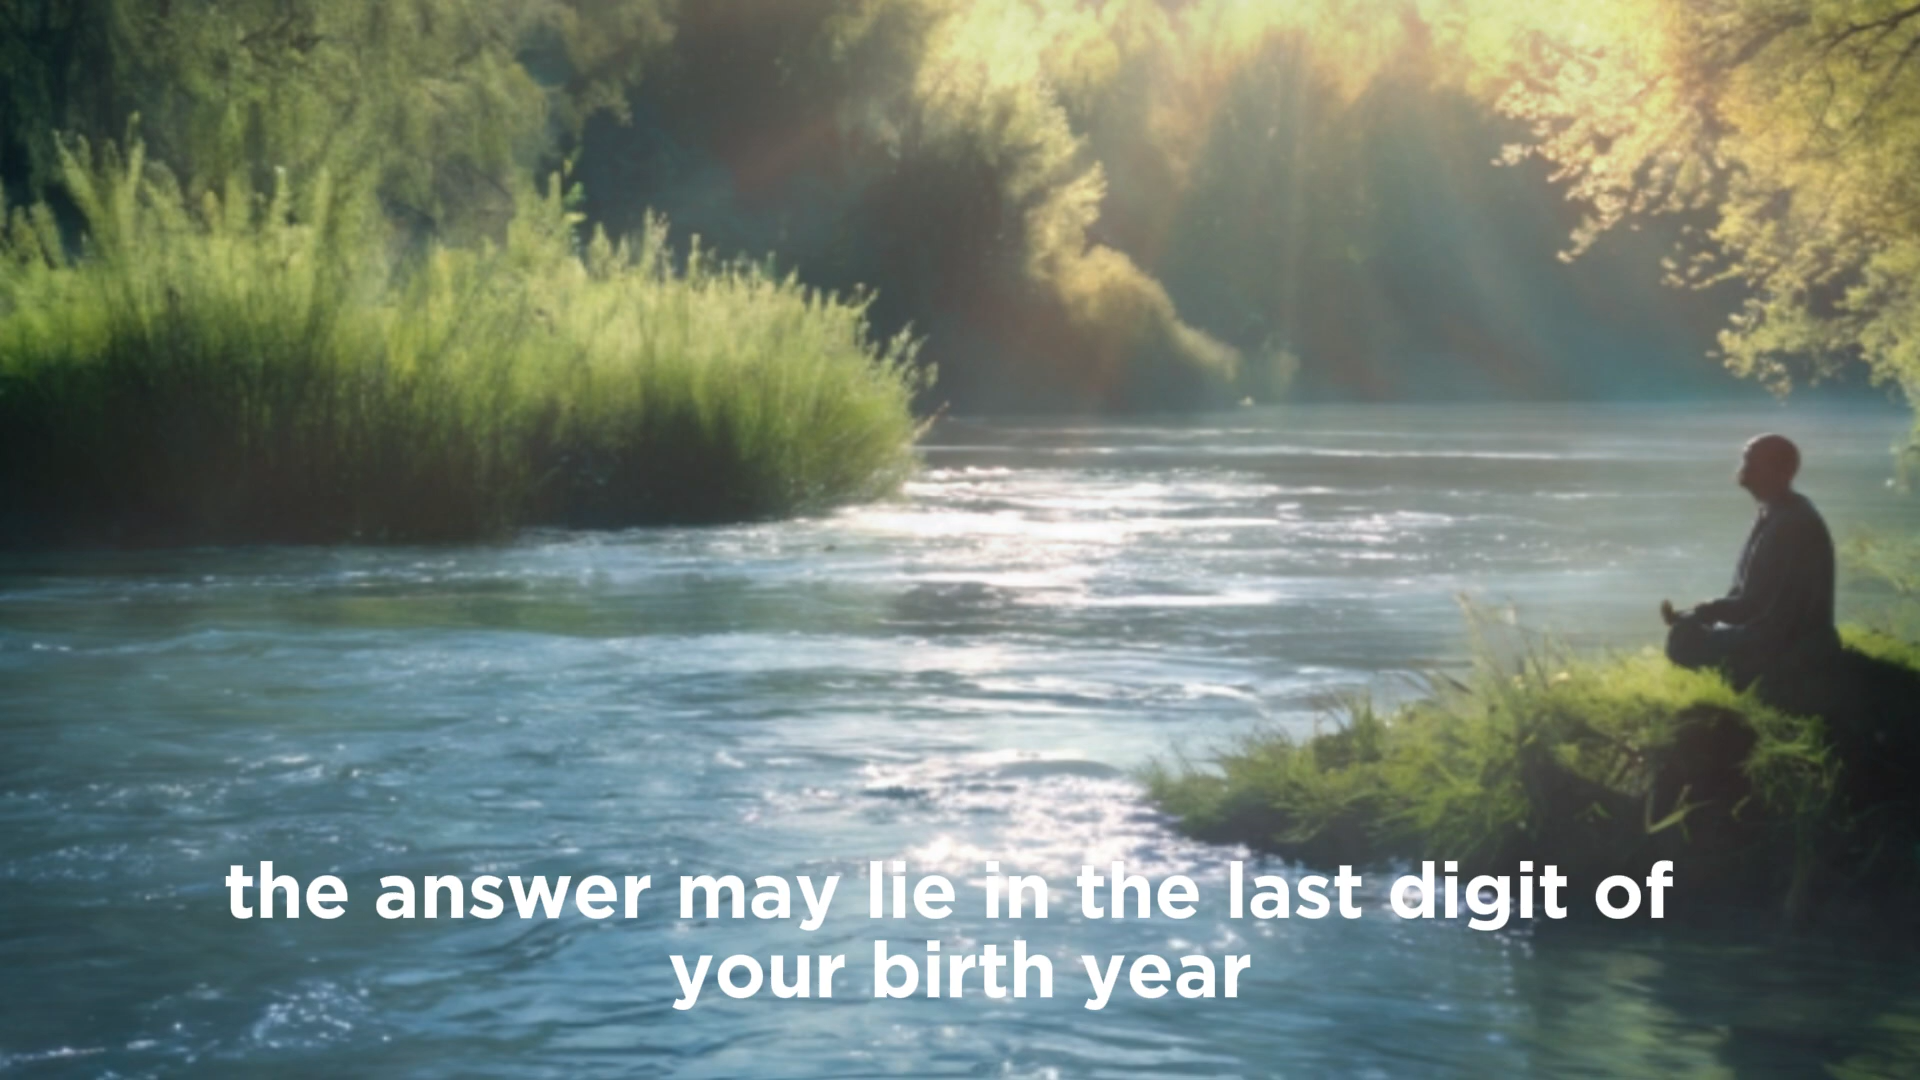 the answer may lie in the last digit of
your birth year